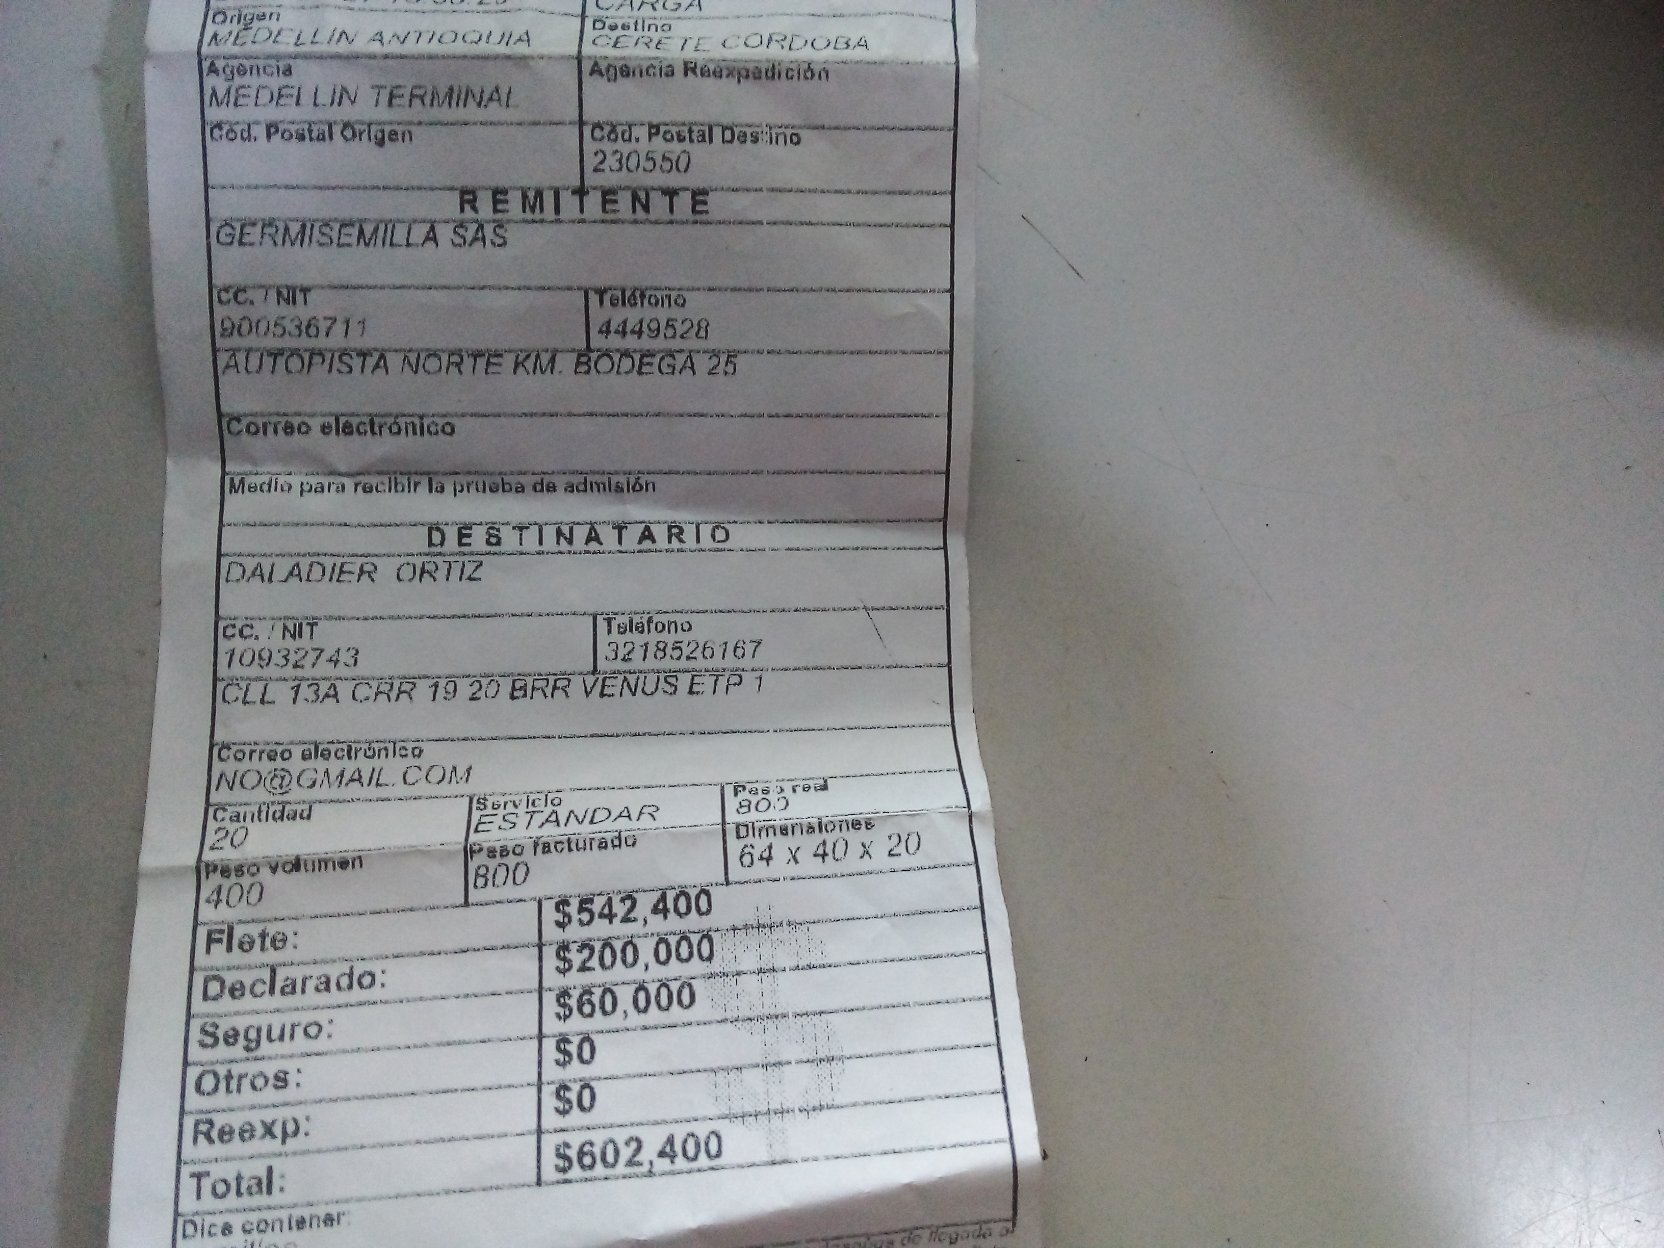 CARGA
Origen
MEDELLIN ANTIOQUIA
Destino
CERETE CORDOBA
Agencia
MEDELLIN TERMINAL
Agencia Reexpedición
Cód. Postal Origen
Cód. Postal Destino
230550
REMITENTE
GERMISEMILLA SAS
CC. / NIT
900536711
Teléfono
4449528
AUTOPISTA NORTE KM. BODEGA 25
Correo electrónico
Medio para recibir la prueba de admisión
DESTINATARIO
DALADIER ORTIZ
CC. / NIT
10932743
Teléfono
3218526167
CLL 13A CRR 19 20 BRR VENUS ETP 1
Correo electrónico
NO@GMAIL.COM
Cantidad
20
Servicio
ESTANDAR
Peso real
800
Peso volumen
400
Peso facturado
800
Dimensiones
64 x 40 x 20
Flete: $542,400
Declarado: $200,000
Seguro: $60,000
Otros: $0
Reexp: $0
Total: $602,400
Dice contener:
de llegada al